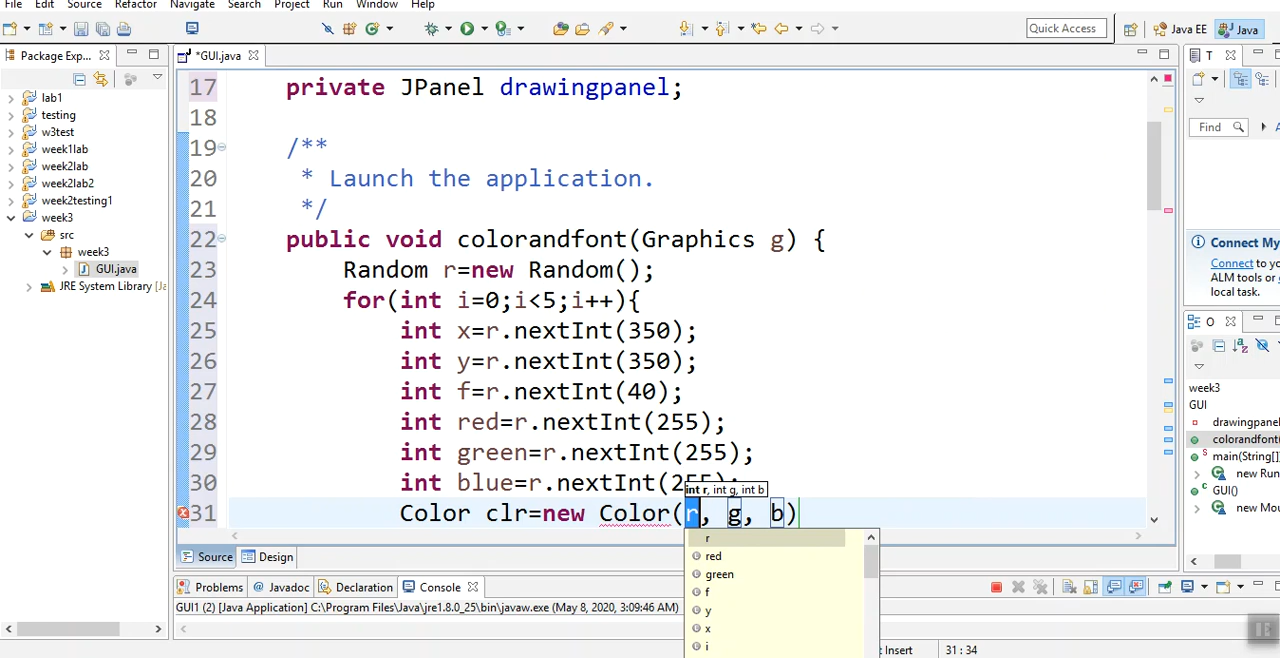 File Edit Source Refactor Navigate Search Project Run Window Help
Quick Access Java EE Java
Package Exp... *GUI.java T
lab1
testing
w3test
week1lab
week2lab
week2lab2
week2testing1
week3
src
week3
GUI.java
JRE System Library [Ja
17 private JPanel drawingpanel;
18
19 /**
20 * Launch the application.
21 */
22 public void colorandfont(Graphics g) {
23 Random r=new Random();
24 for(int i=0;i<5;i++){
25 int x=r.nextInt(350);
26 int y=r.nextInt(350);
27 int f=r.nextInt(40);
28 int red=r.nextInt(255);
29 int green=r.nextInt(255);
30 int blue=r.nextInt(255);
int r, int g, int b
31 Color clr=new Color(r, g, b)
r
red
green
f
y
x
i
Find A
Connect My
Connect to yo
ALM tools or
local task.
O
week3
GUI
drawingpanel
colorandfont(
main(String[]
new Run
GUI()
new Mou
Source Design
Problems @ Javadoc Declaration Console
GUI1 (2) [Java Application] C:\Program Files\Java\jre1.8.0_25\bin\javaw.exe (May 8, 2020, 3:09:46 AM)
: Insert 31 : 34